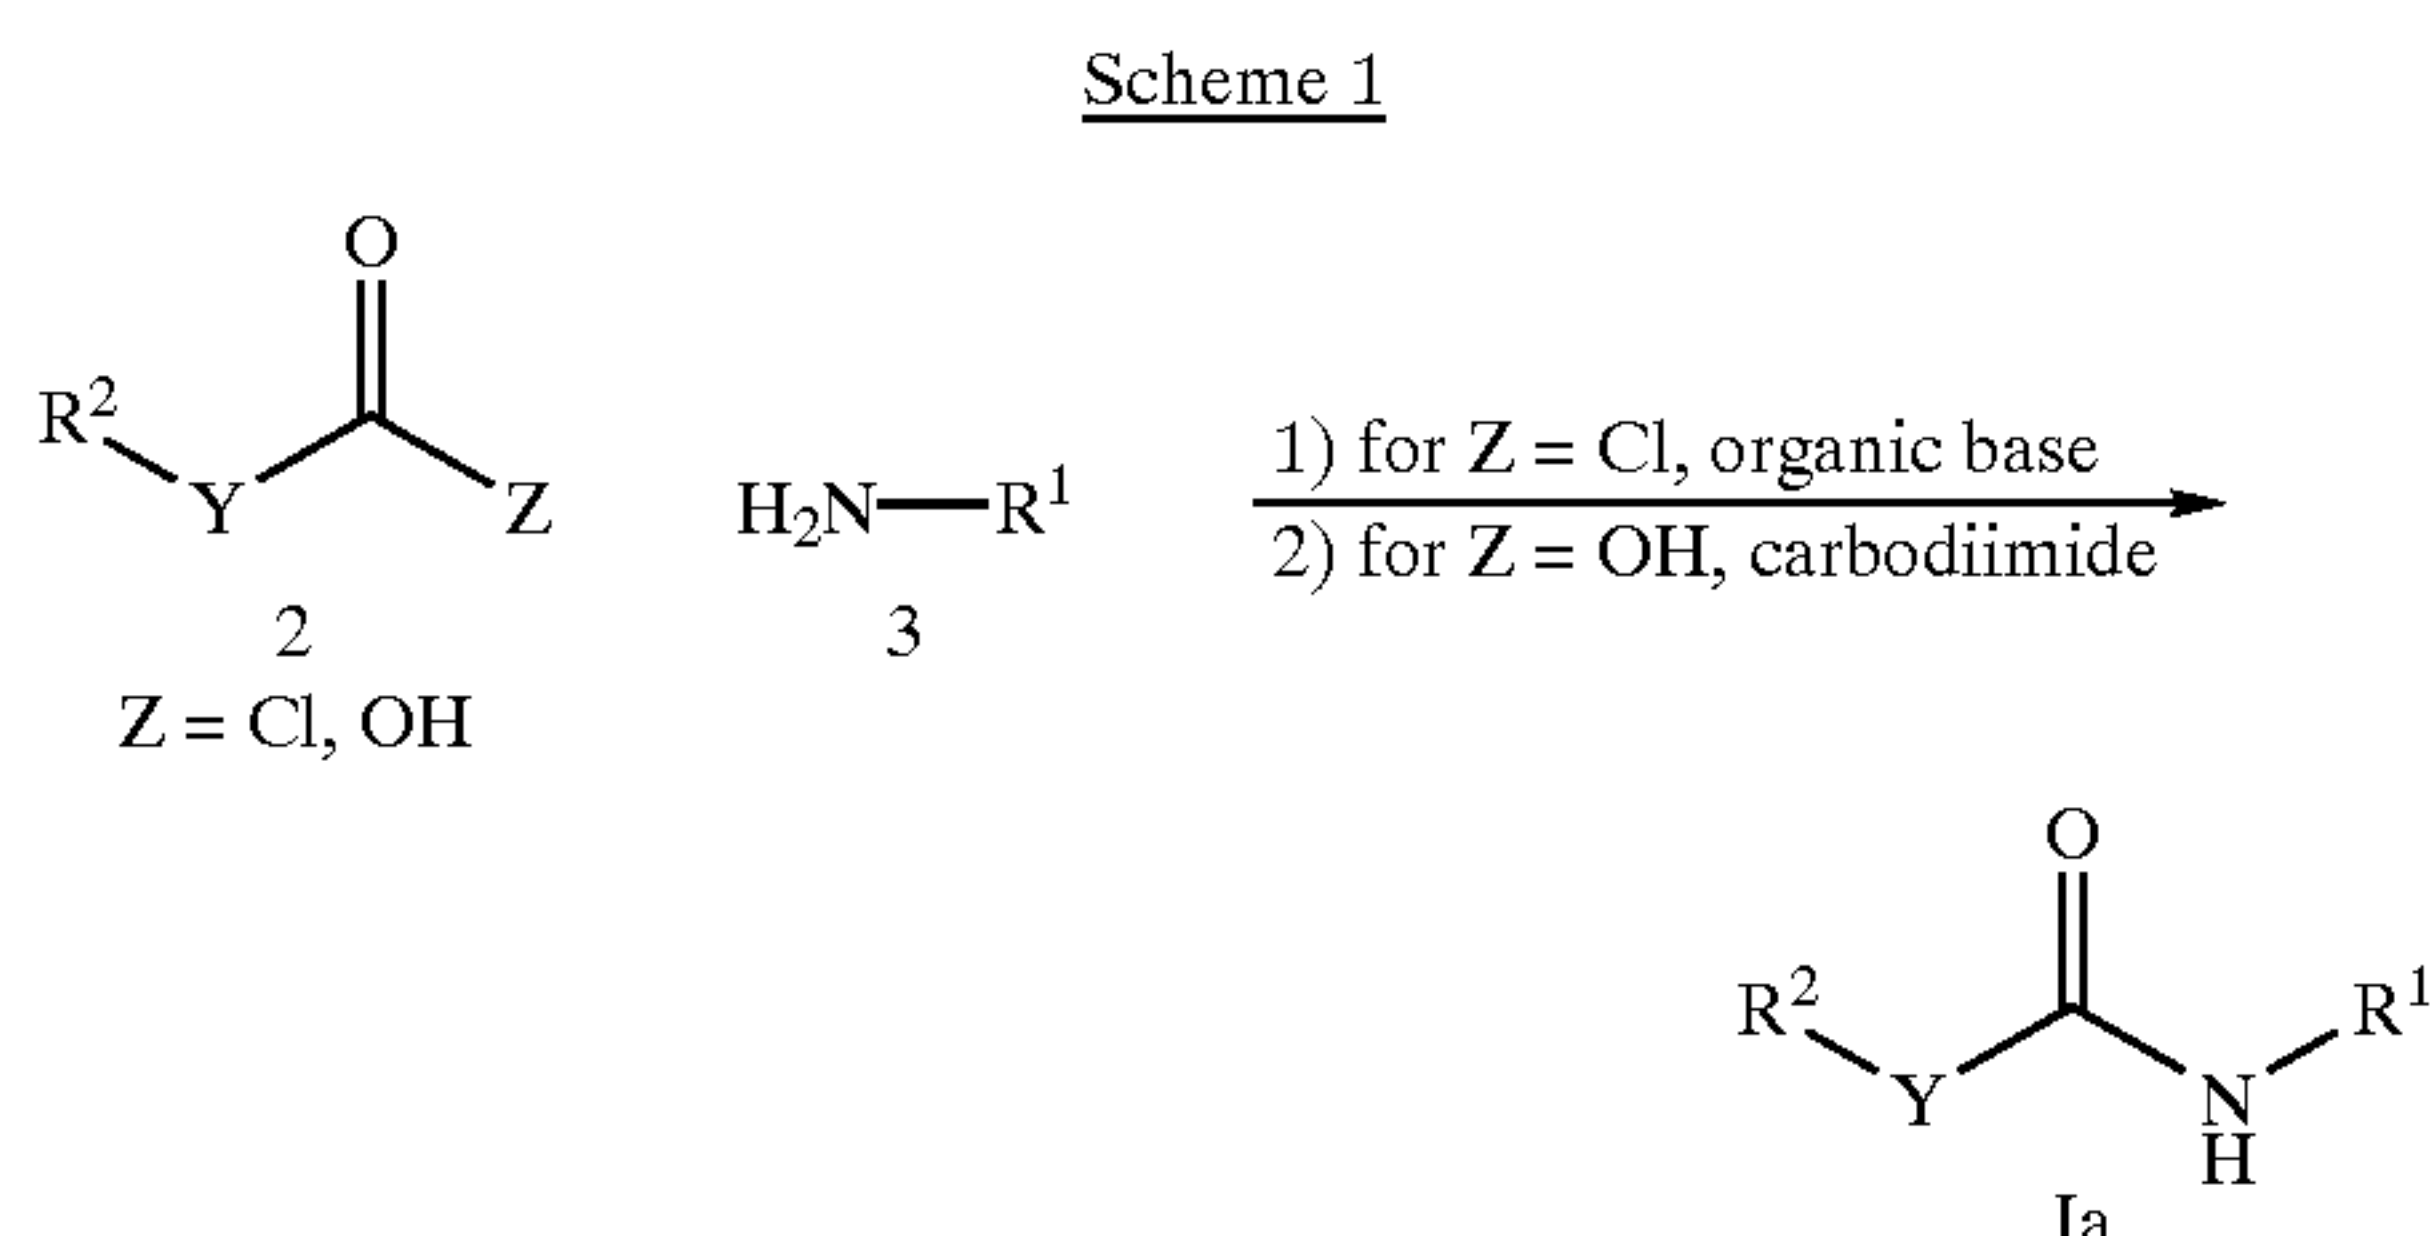 Scheme 1
O
R² Y Z
2
Z = Cl, OH
H₂N R¹
3
1) for Z = Cl, organic base
2) for Z = OH, carbodiimide
O
R² Y N R¹
H
Ia